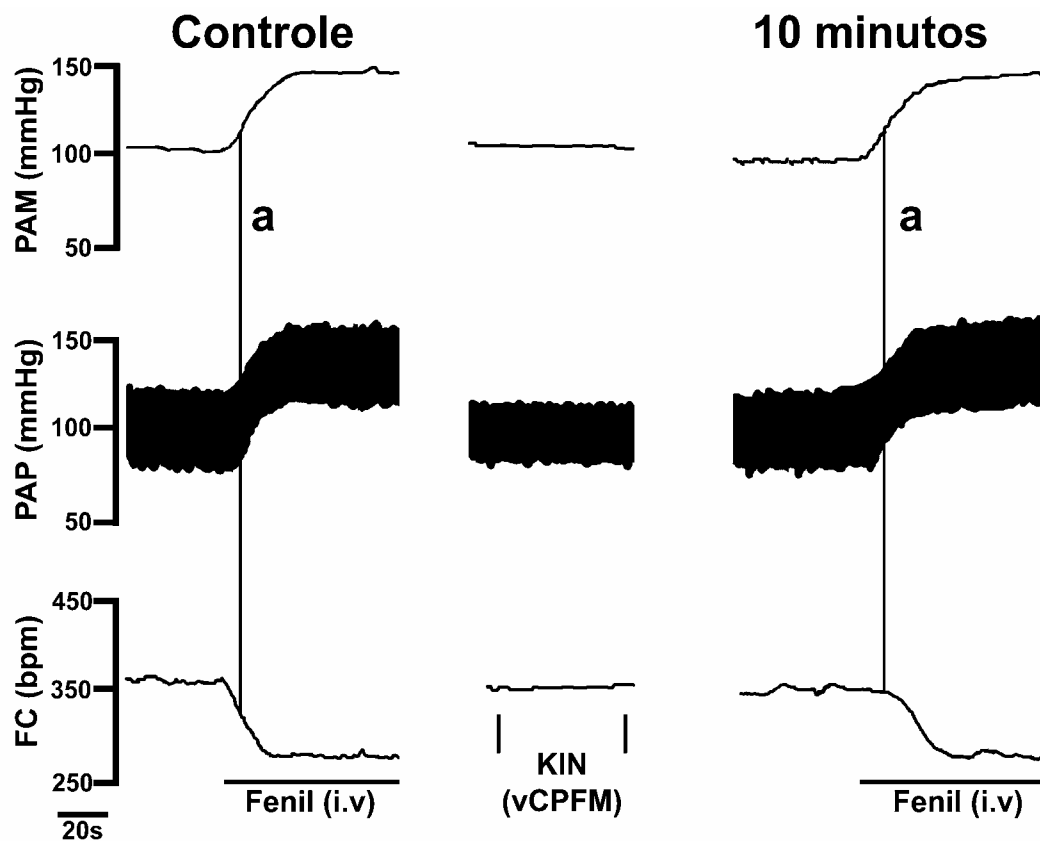 Controle
10 minutos
PAM (mmHg)
150
100
50
a
a
PAP (mmHg)
150
100
50
FC (bpm)
450
350
250
KIN
(vCPFM)
Fenil (i.v)
Fenil (i.v)
20s